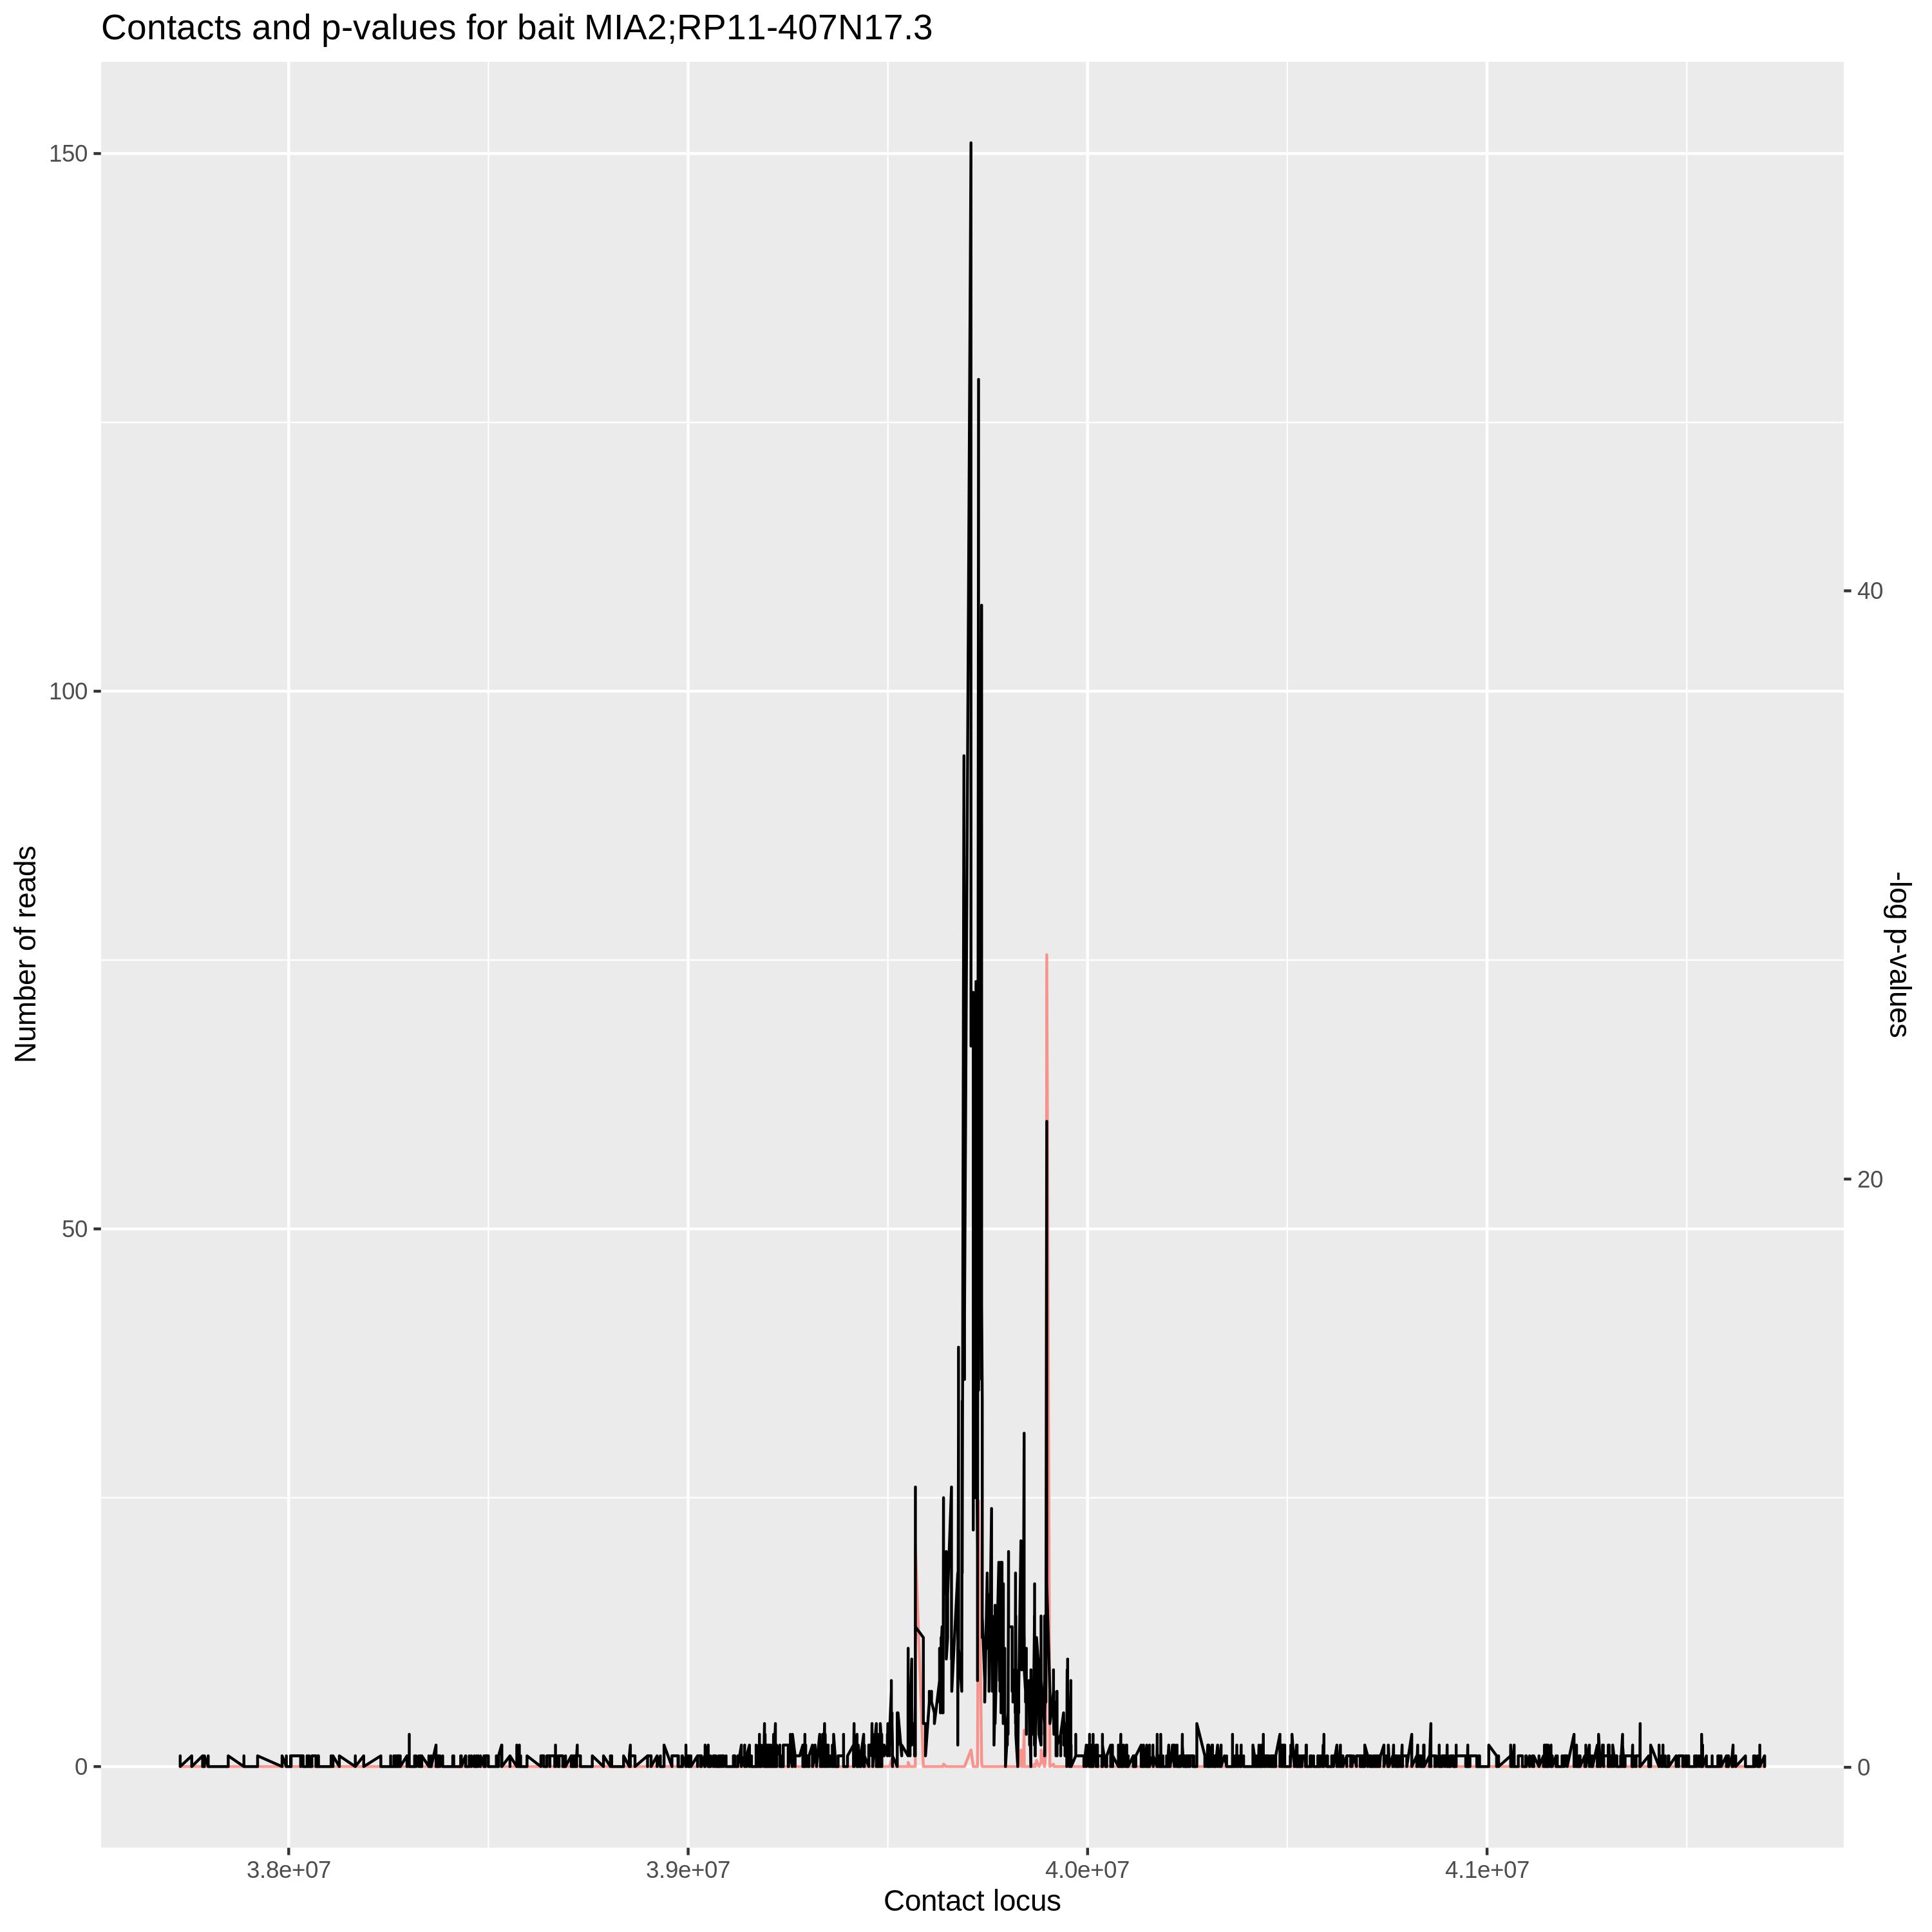 Contacts and p-values for bait MIA2;RP11-407N17.3
150
100
50
0
Number of reads
40
20
0
-log p-values
3.8e+07
3.9e+07
4.0e+07
4.1e+07
Contact locus